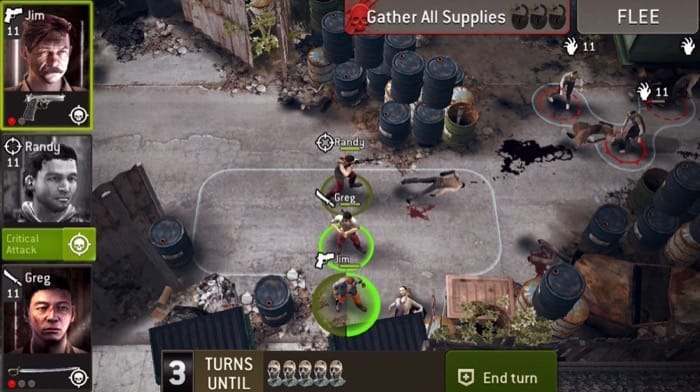 Jim
11
Gather All Supplies
FLEE
11
11
Randy
11
Critical
Attack
Randy
Greg
Jim
Greg
11
3
TURNS
UNTIL
End turn